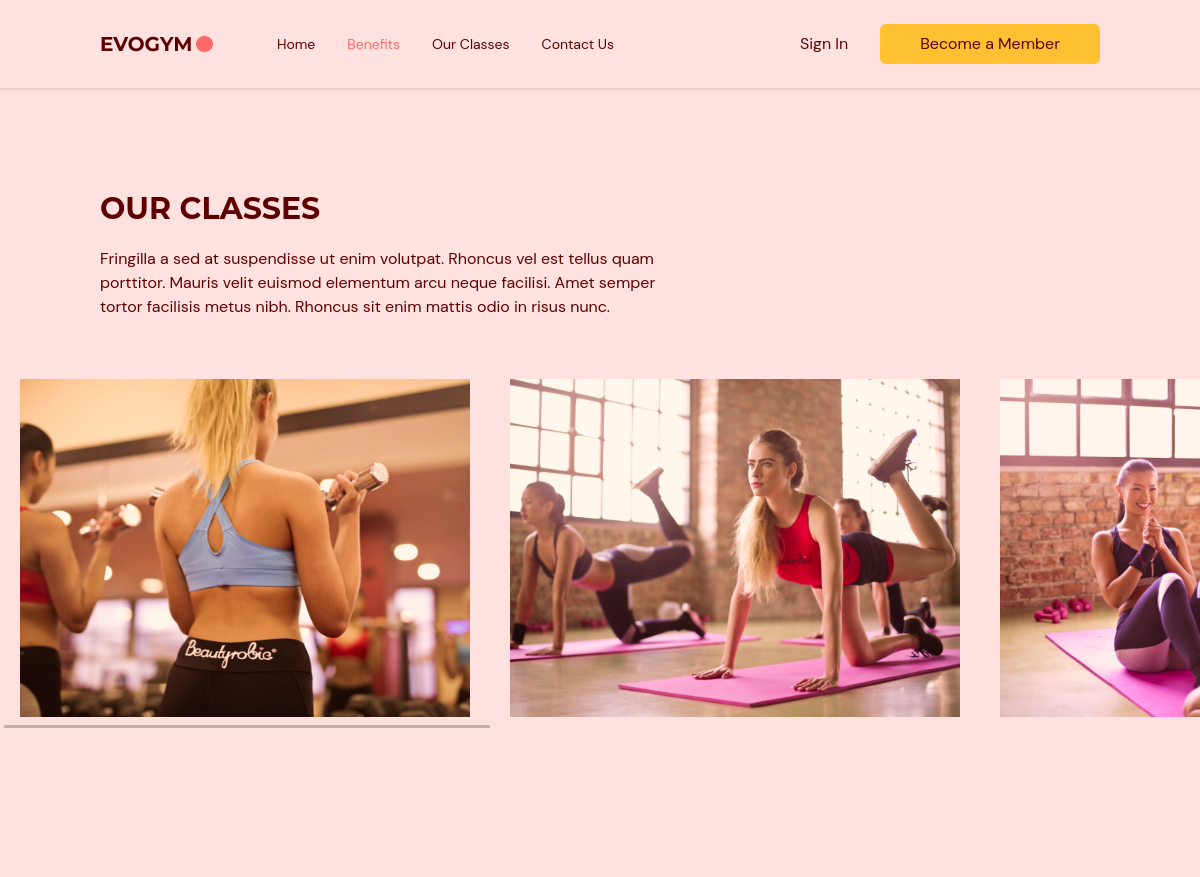 EVOGYM
Home
Benefits
Our Classes
Contact Us
Sign In
Become a Member
OUR CLASSES
Fringilla a sed at suspendisse ut enim volutpat. Rhoncus vel est tellus quam
porttitor. Mauris velit euismod elementum arcu neque facilisi. Amet semper
tortor facilisis metus nibh. Rhoncus sit enim mattis odio in risus nunc.
Beautyrobic®